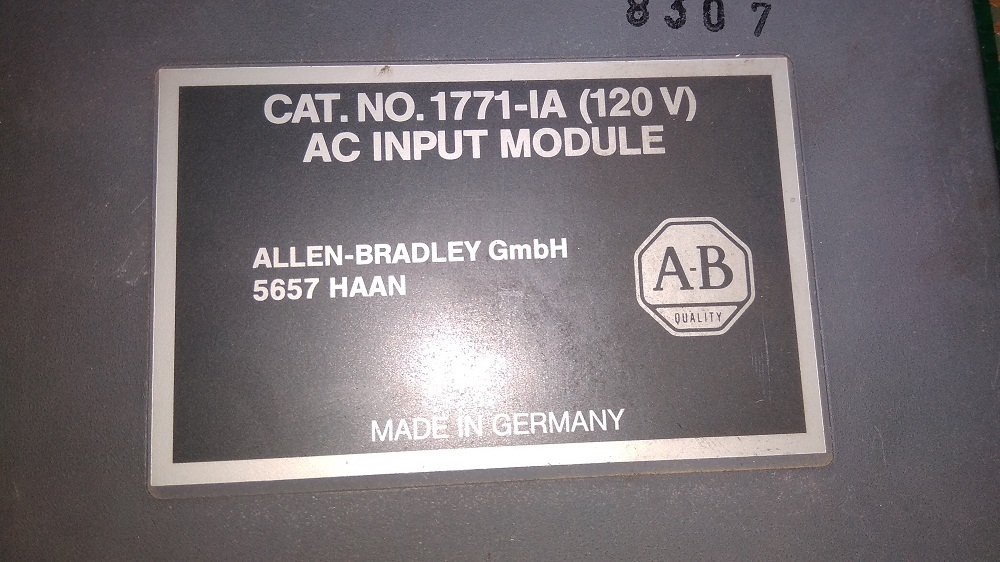 8307
CAT. NO. 1771-IA (120 V)
AC INPUT MODULE
ALLEN-BRADLEY GmbH
5657 HAAN
A-B
QUALITY
MADE IN GERMANY